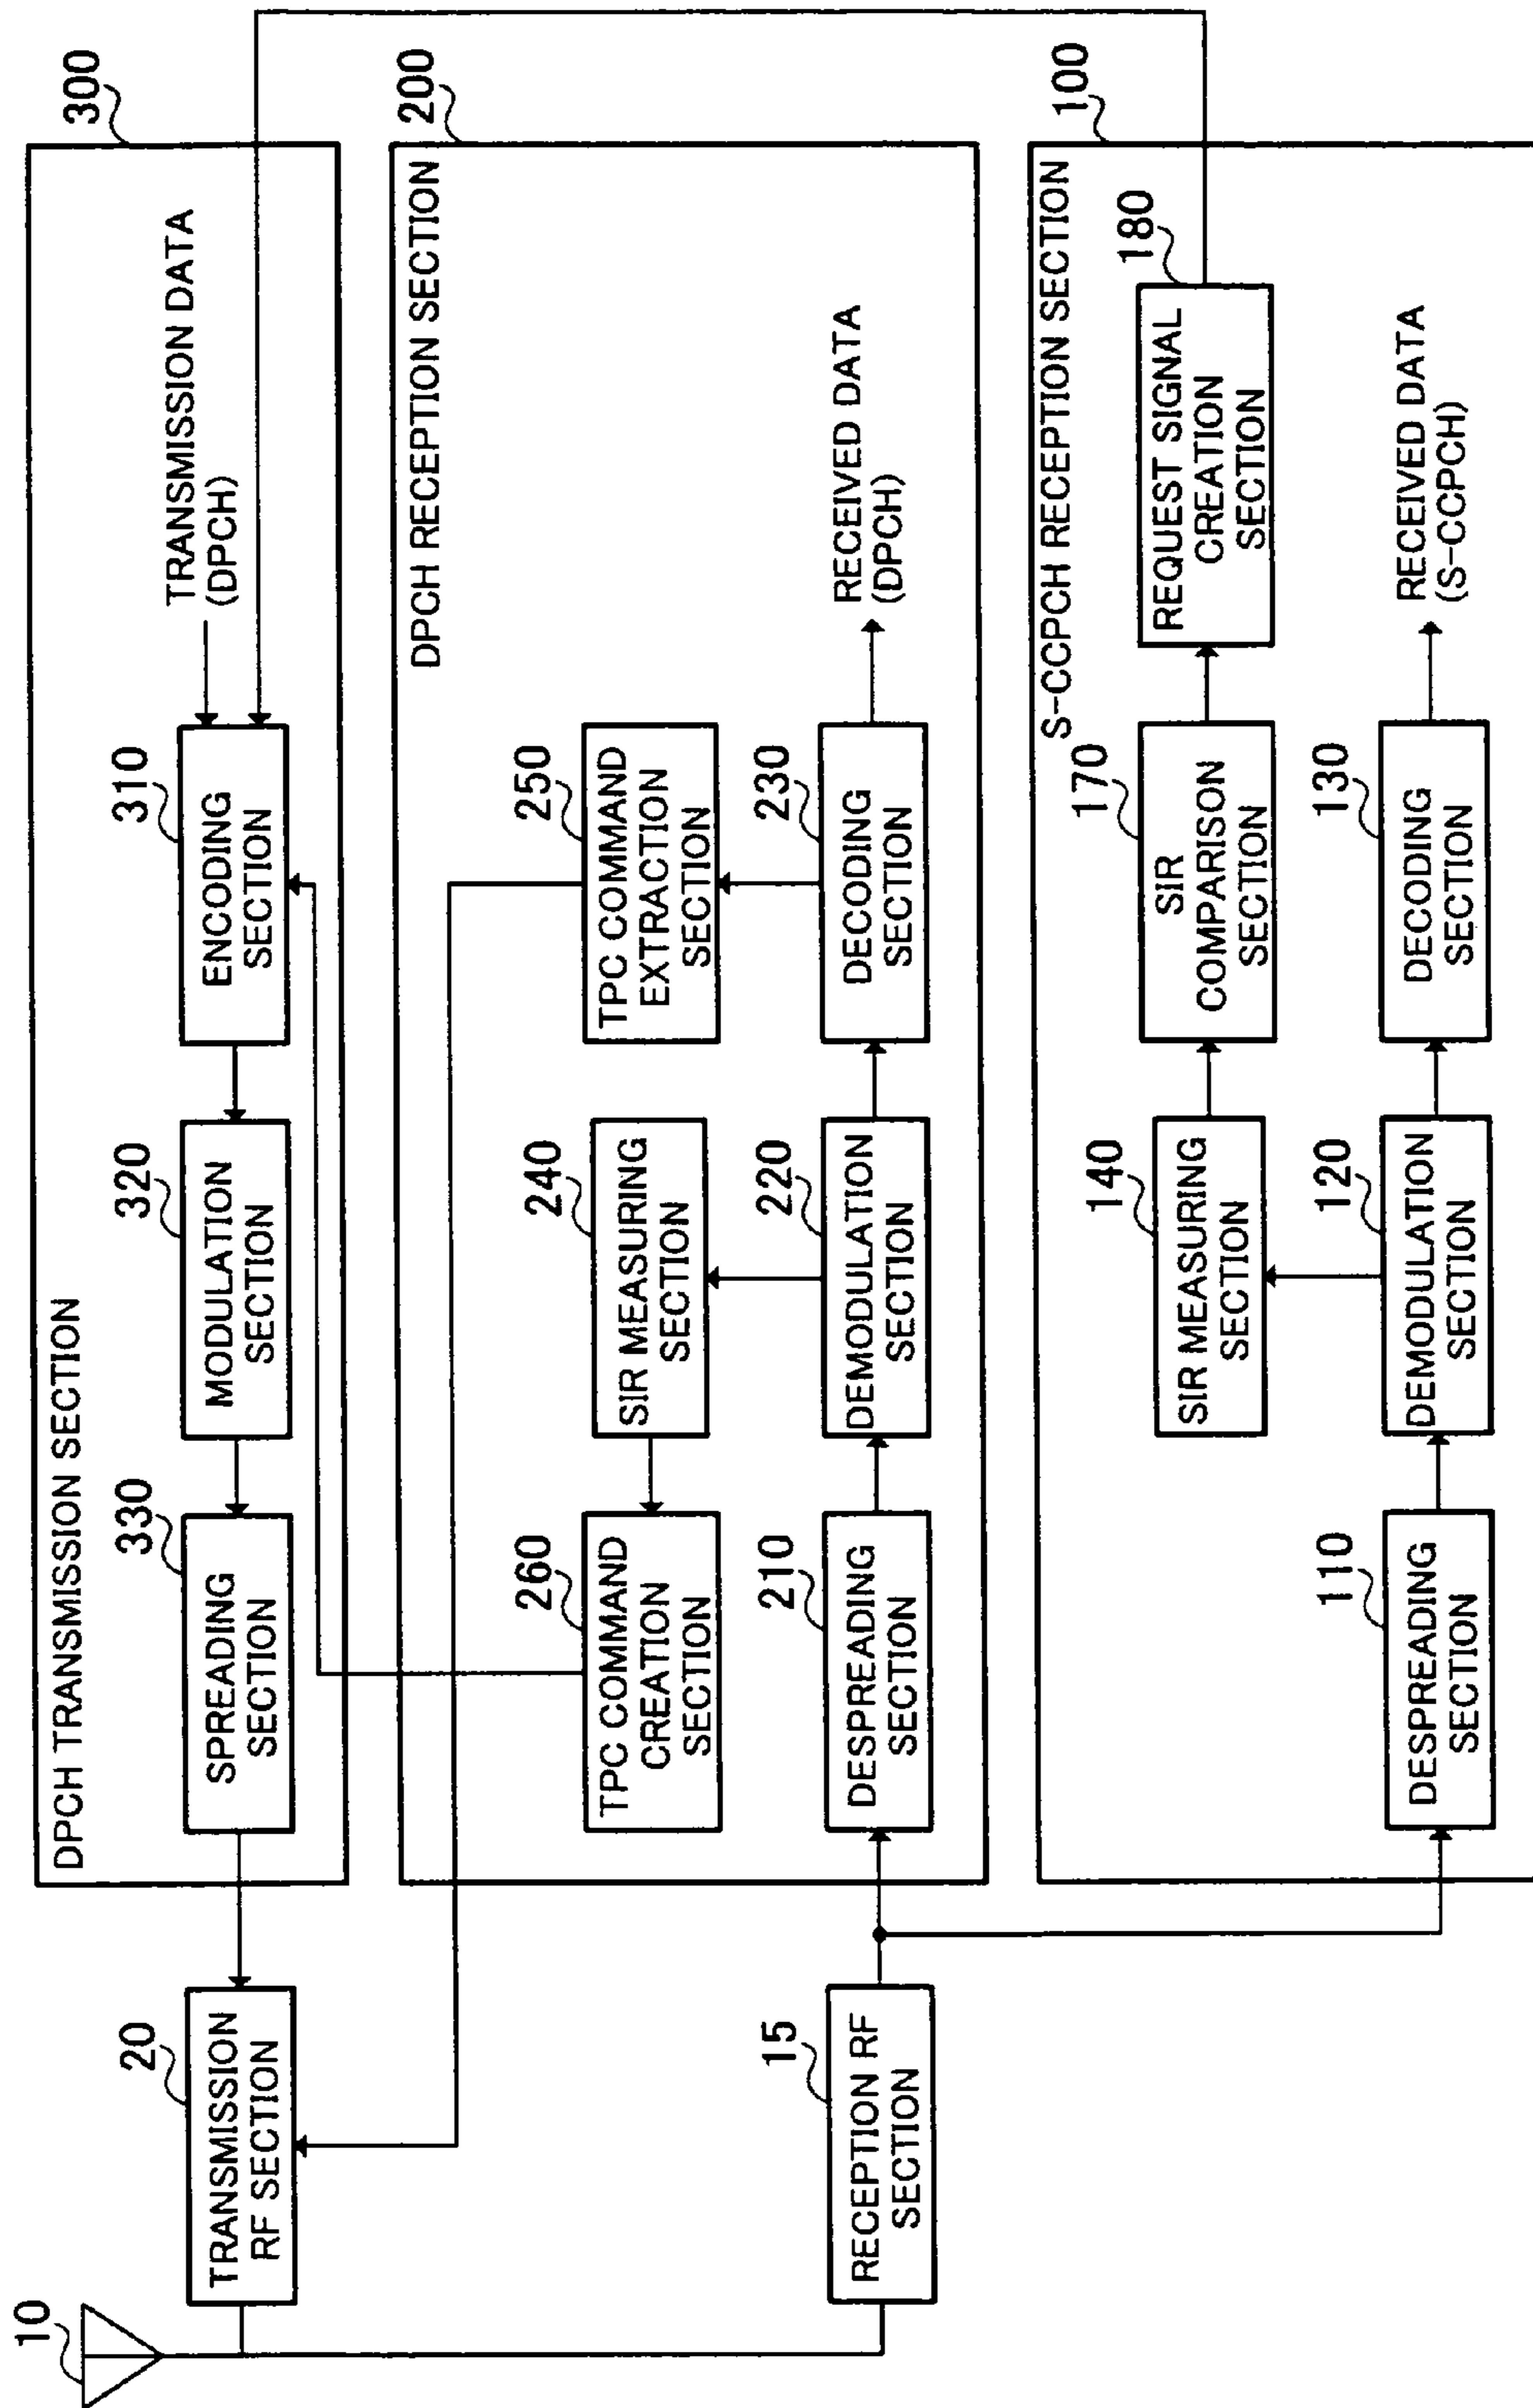 10
20
TRANSMISSION
RF SECTION
15
RECEPTION RF
SECTION
300
DPCH TRANSMISSION SECTION
330
SPREADING
SECTION
320
MODULATION
SECTION
310
ENCODING
SECTION
TRANSMISSION DATA
(DPCH)
200
DPCH RECEPTION SECTION
260
TPC COMMAND
CREATION
SECTION
240
SIR MEASURING
SECTION
250
TPC COMMAND
EXTRACTION
SECTION
210
DESPREADING
SECTION
220
DEMODULATION
SECTION
230
DECODING
SECTION
RECEIVED DATA
(DPCH)
100
S-CCPCH RECEPTION SECTION
140
SIR MEASURING
SECTION
170
SIR
COMPARISON
SECTION
180
REQUEST SIGNAL
CREATION
SECTION
110
DESPREADING
SECTION
120
DEMODULATION
SECTION
130
DECODING
SECTION
RECEIVED DATA
(S-CCPCH)